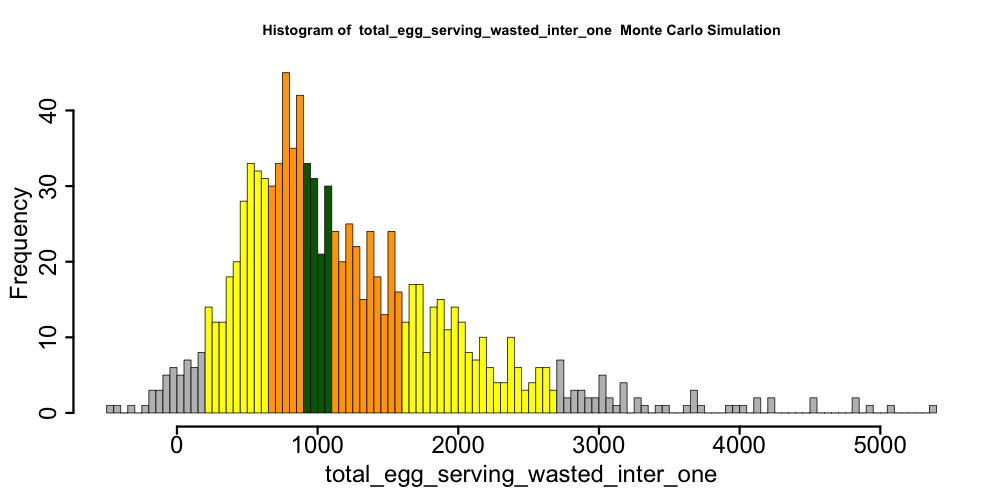 Histogram of  total_egg_serving_wasted_inter_one  Monte Carlo Simulation
Frequency
40
30
20
10
0
0 1000 2000 3000 4000 5000
total_egg_serving_wasted_inter_one